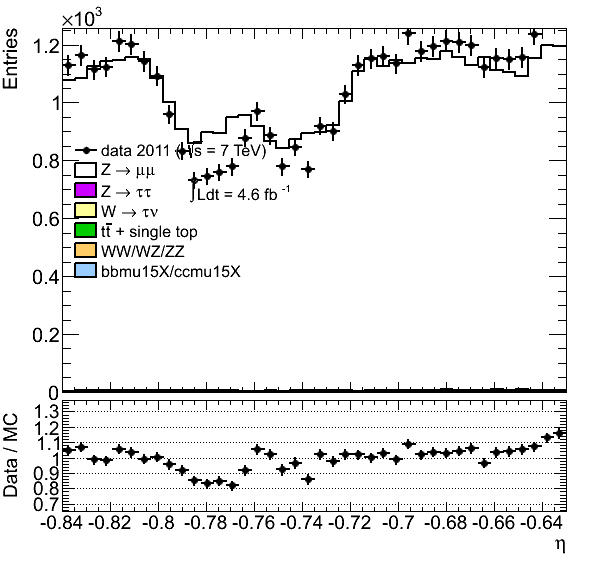 ×10³
Entries
1.2
1
0.8
0.6
0.4
0.2
0
data 2011 (√s = 7 TeV)
Z → μμ
Z → ττ
W → τν
tt̄ + single top
WW/WZ/ZZ
bbmu15X/ccmu15X
∫Ldt = 4.6 fb⁻¹
Data / MC
1.3
1.2
1.1
1
0.9
0.8
0.7
-0.84 -0.82 -0.8 -0.78 -0.76 -0.74 -0.72 -0.7 -0.68 -0.66 -0.64
η